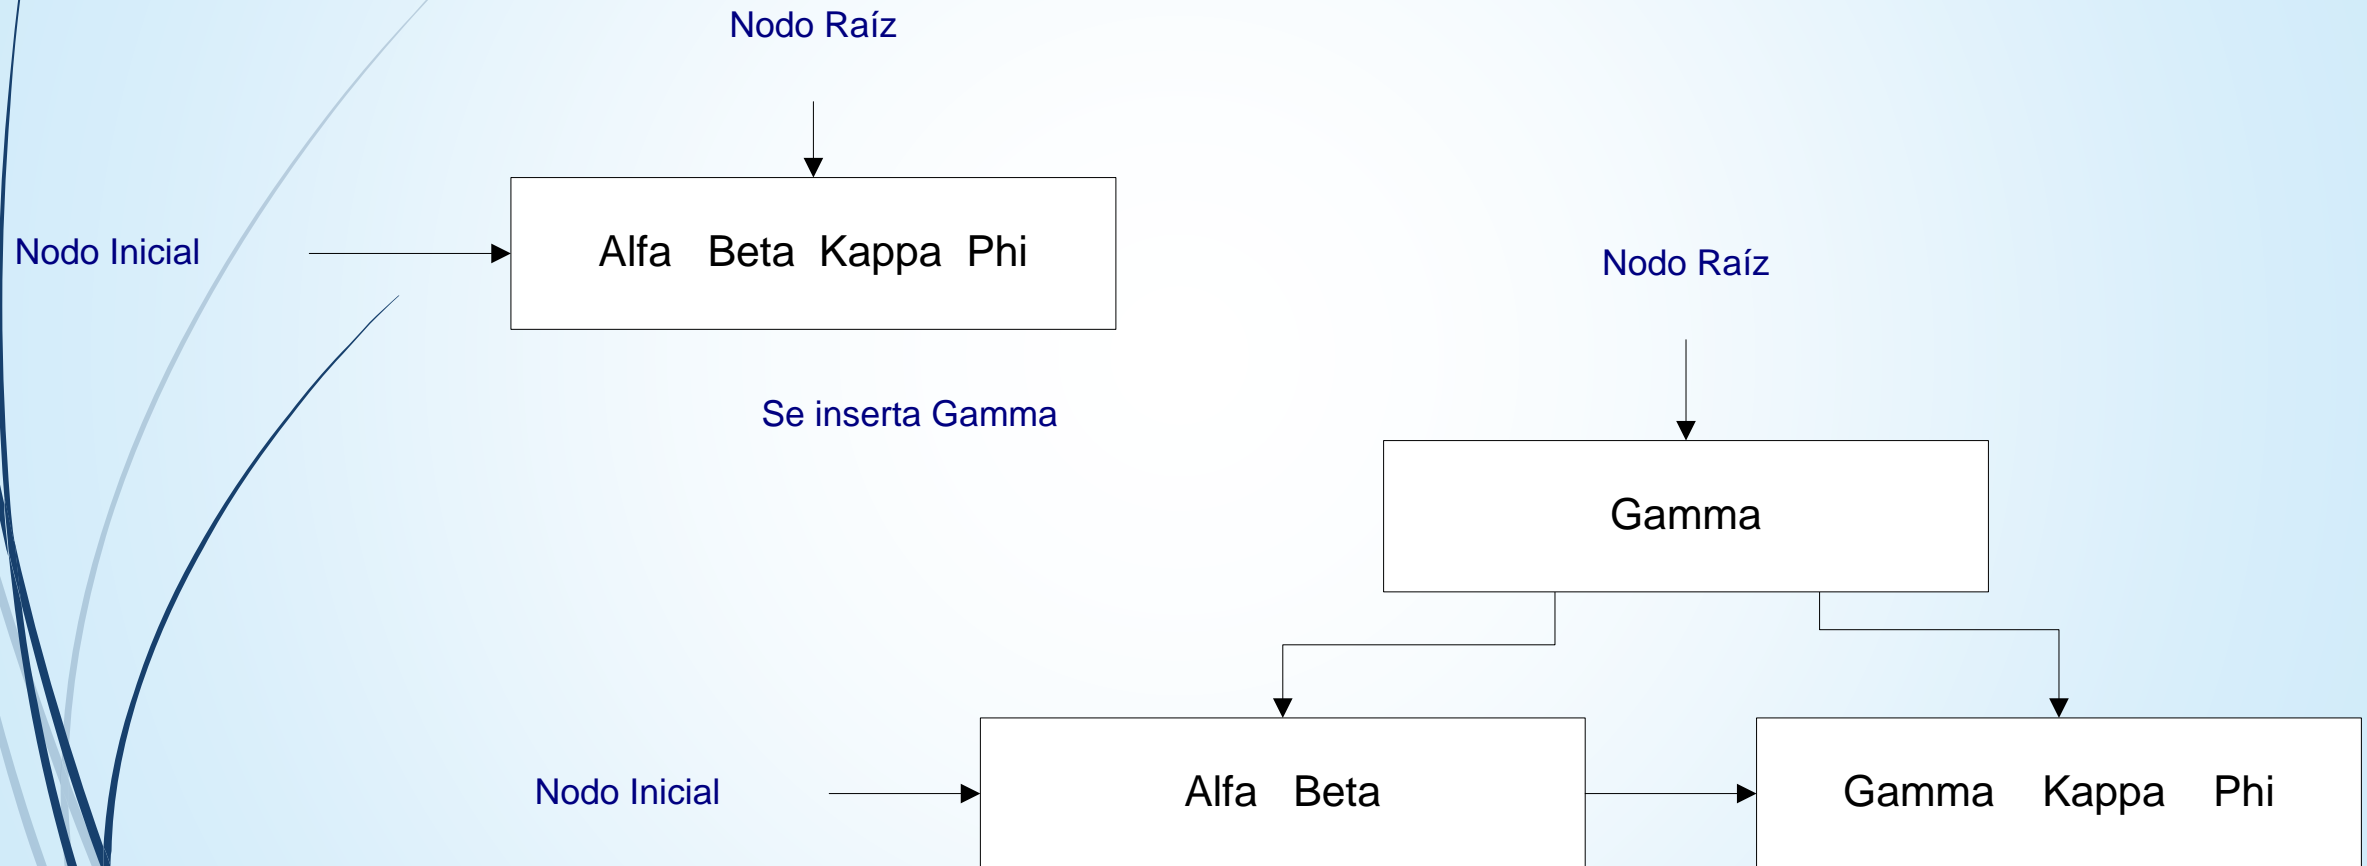 Nodo Raíz
Nodo Inicial
Alfa Beta Kappa Phi
Se inserta Gamma
Nodo Raíz
Gamma
Nodo Inicial
Alfa Beta
Gamma Kappa Phi